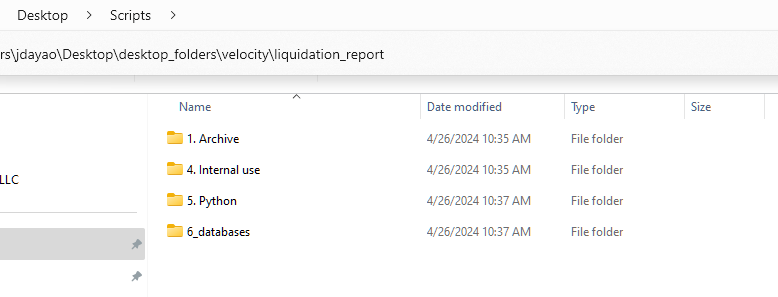 Desktop > Scripts >
rs\jdayao\Desktop\desktop_folders\velocity\liquidation_report
Name Date modified Type Size
1. Archive 4/26/2024 10:35 AM File folder
4. Internal use 4/26/2024 10:35 AM File folder
LLC
5. Python 4/26/2024 10:37 AM File folder
6_databases 4/26/2024 10:37 AM File folder